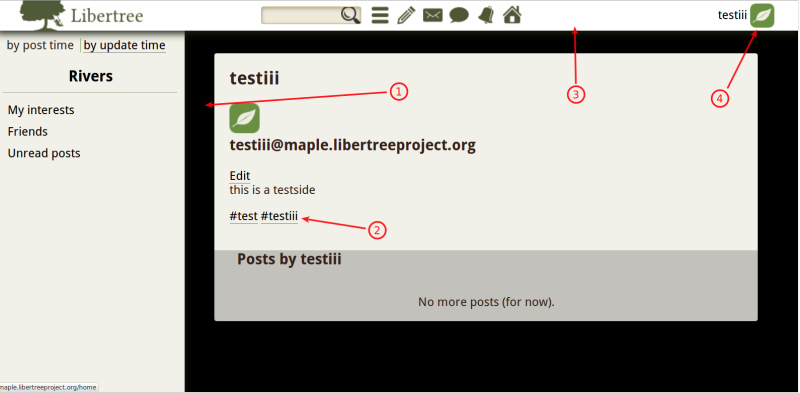 Libertree
testiii
by post time by update time
Rivers
My interests
Friends
Unread posts
testiii
testiii@maple.libertreeproject.org
Edit
this is a testside
#test #testiii
Posts by testiii
No more posts (for now).
1
2
3
4
maple.libertreeproject.org/home